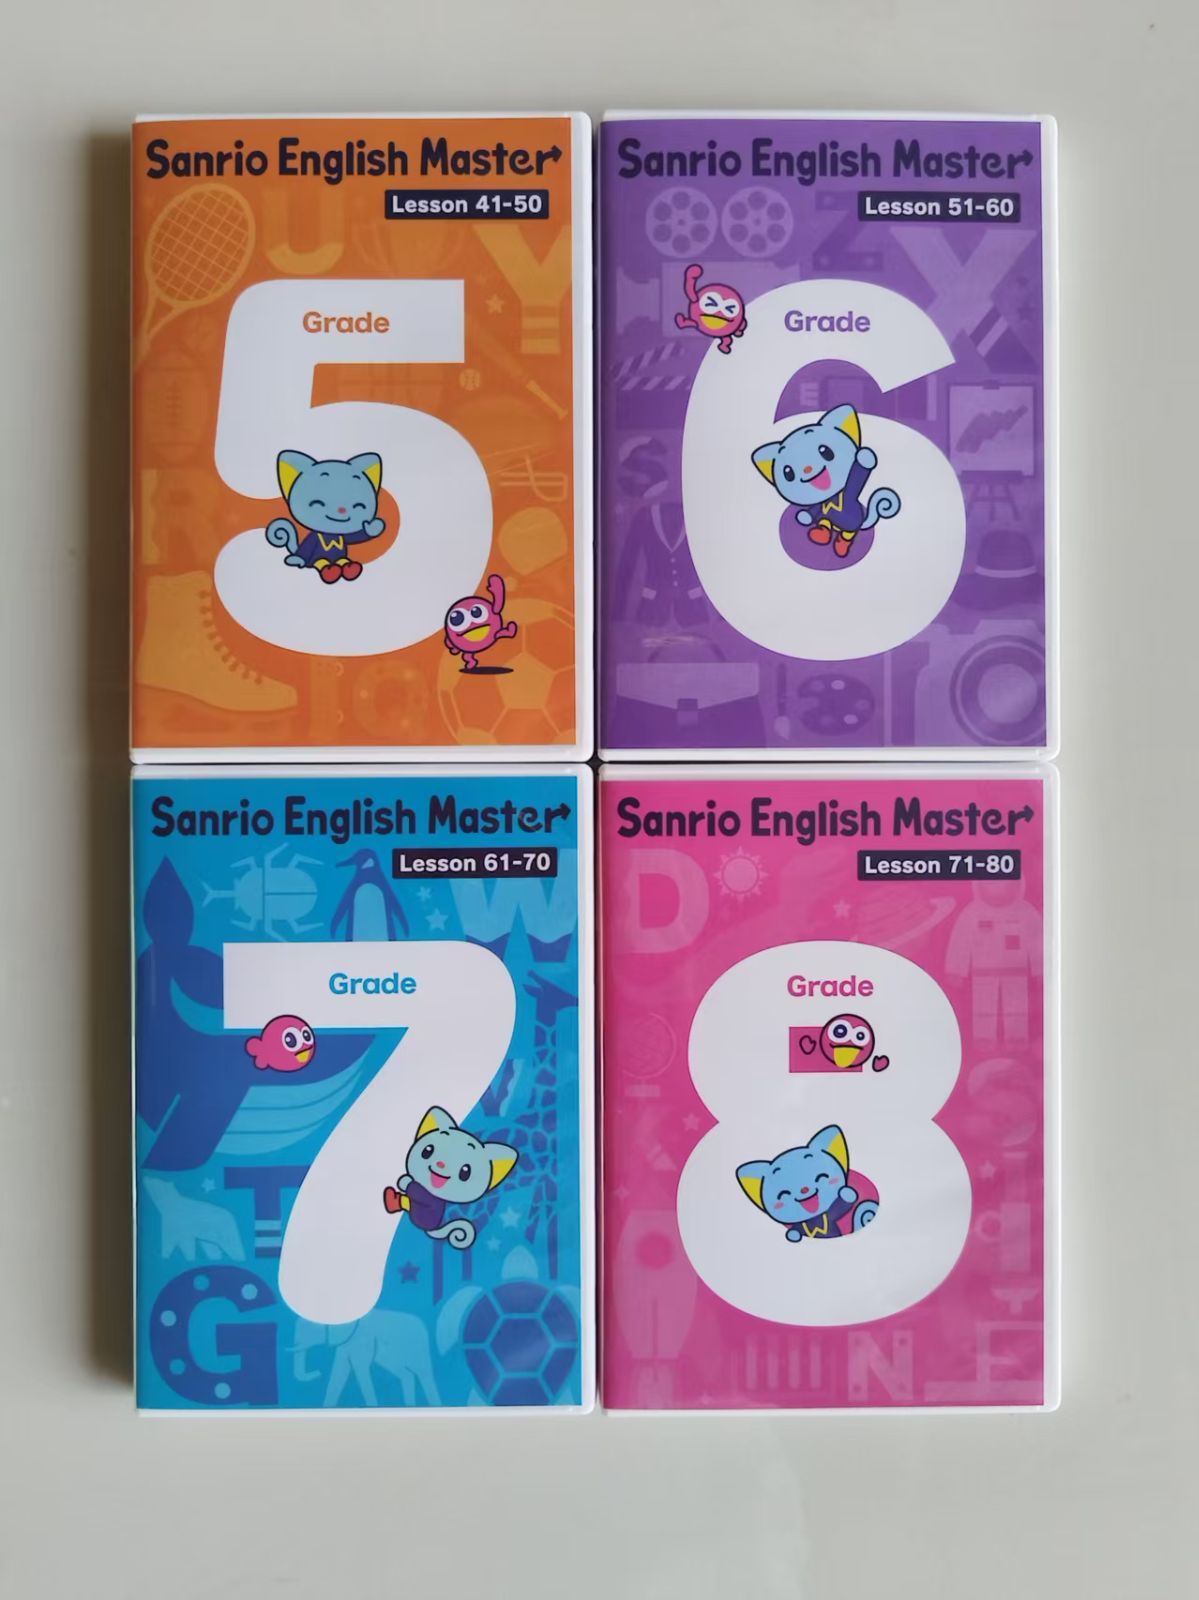 Sanrio English Master
Lesson 41-50
Grade
5
Sanrio English Master
Lesson 51-60
Grade
6
Sanrio English Master
Lesson 61-70
Grade
7
Sanrio English Master
Lesson 71-80
Grade
8